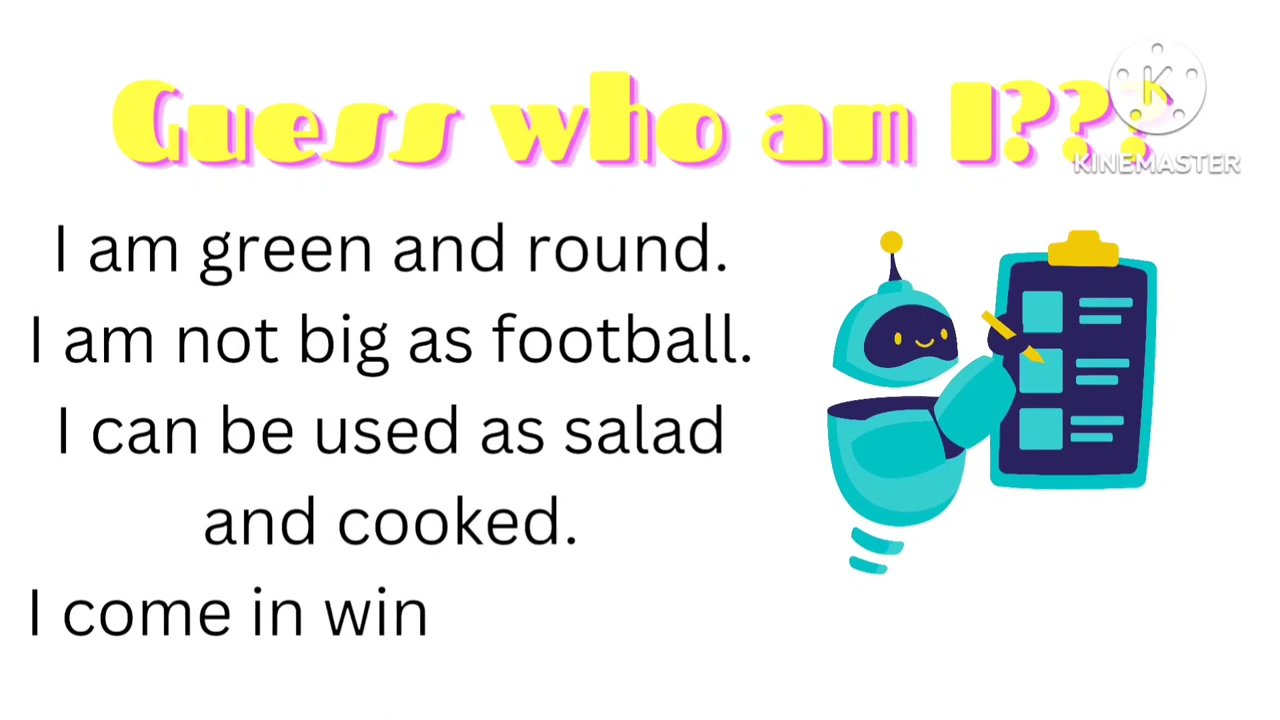 Guess who am I???
KINEMASTER
I am green and round.
I am not big as football.
I can be used as salad
and cooked.
I come in win